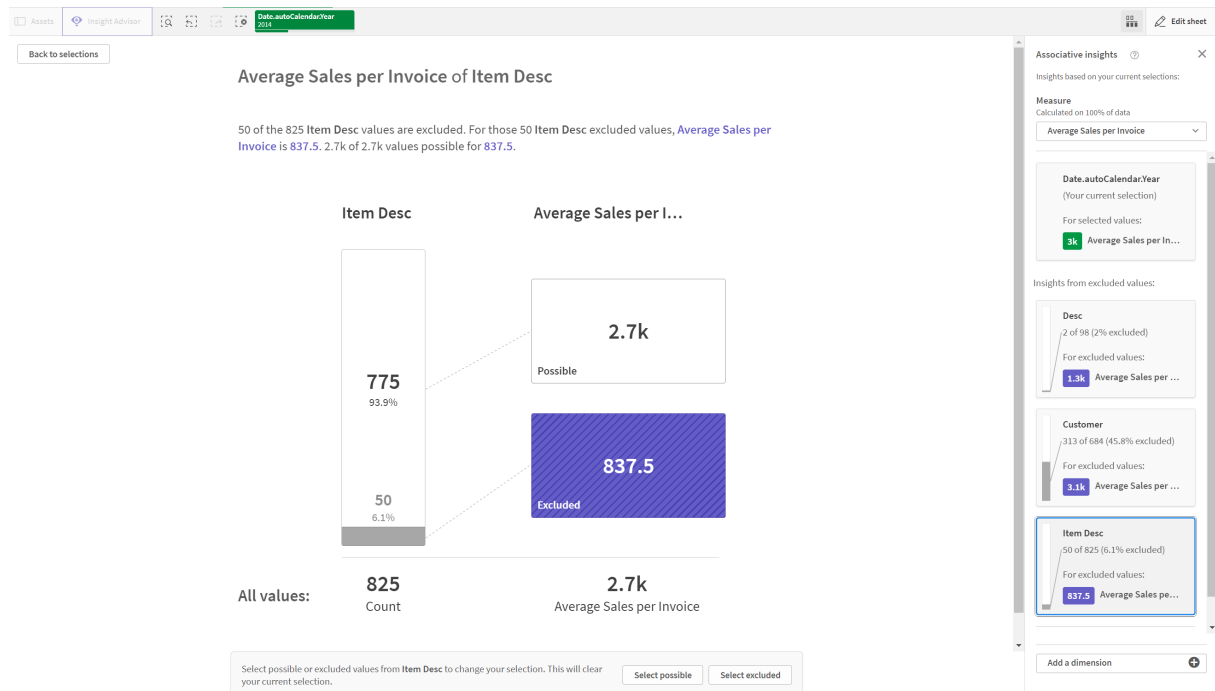 Assets
Insight Advisor
Date.autoCalendar.Year
2014
Edit sheet
Back to selections
Average Sales per Invoice of Item Desc
50 of the 825 Item Desc values are excluded. For those 50 Item Desc excluded values, Average Sales per
Invoice is 837.5. 2.7k of 2.7k values possible for 837.5.
Item Desc
Average Sales per I...
775
93.9%
50
6.1%
2.7k
Possible
837.5
Excluded
All values:
825
Count
2.7k
Average Sales per Invoice
Select possible or excluded values from Item Desc to change your selection. This will clear
your current selection.
Select possible
Select excluded
Associative insights
Insights based on your current selections:
Measure
Calculated on 100% of data
Average Sales per Invoice
Date.autoCalendar.Year
(Your current selection)
For selected values:
3k Average Sales per In...
Insights from excluded values:
Desc
2 of 98 (2% excluded)
For excluded values:
1.3k Average Sales per ...
Customer
313 of 684 (45.8% excluded)
For excluded values:
3.1k Average Sales per ...
Item Desc
50 of 825 (6.1% excluded)
For excluded values:
837.5 Average Sales pe...
Add a dimension